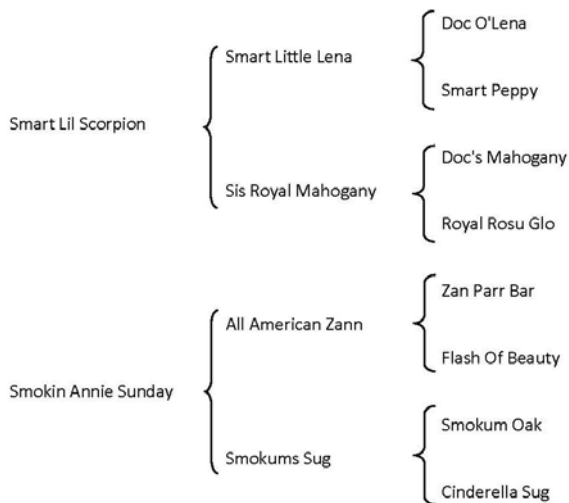 Doc O'Lena
Smart Little Lena
Smart Peppy
Smart Lil Scorpion
Doc's Mahogany
Sis Royal Mahogany
Royal Rosu Glo
Zan Parr Bar
All American Zann
Flash Of Beauty
Smokin Annie Sunday
Smokum Oak
Smokums Sug
Cinderella Sug